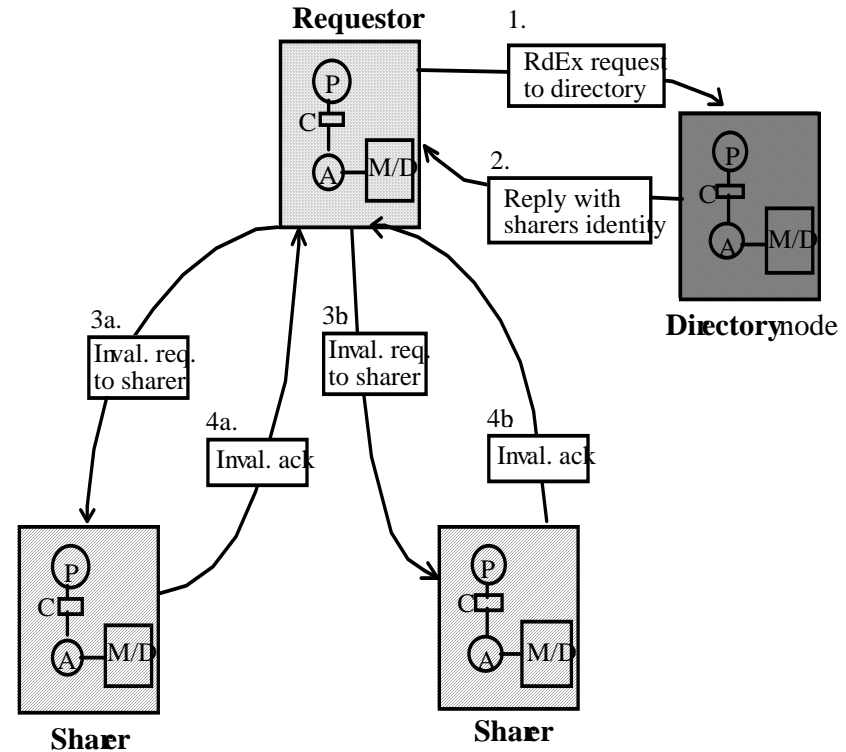 Requestor
1.
RdEx request
to directory
P
C
A
M/D
2.
Reply with
sharers identity
P
C
A
M/D
Directory node
3a.
Inval. req.
to sharer
3b.
Inval. req.
to sharer
4a.
Inval. ack
4b.
Inval. ack
P
C
A
M/D
Sharer
P
C
A
M/D
Sharer